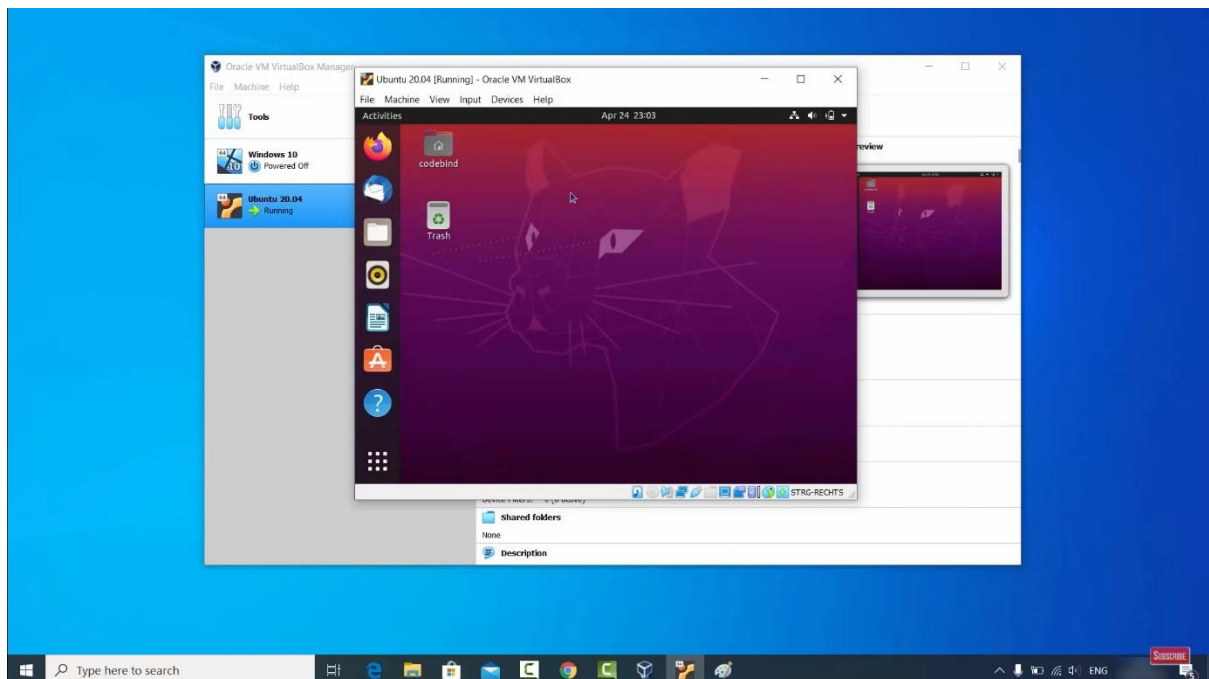 Oracle VM VirtualBox Manager
File Machine Help
Tools
Windows 10
Powered Off
Ubuntu 20.04
Running
Ubuntu 20.04 [Running] - Oracle VM VirtualBox
File Machine View Input Devices Help
Activities
Apr 24 23:03
codebind
Trash
STRG-RECHTS
review
Shared folders
None
Description
Type here to search
ENG
SUBSCRIBE
5